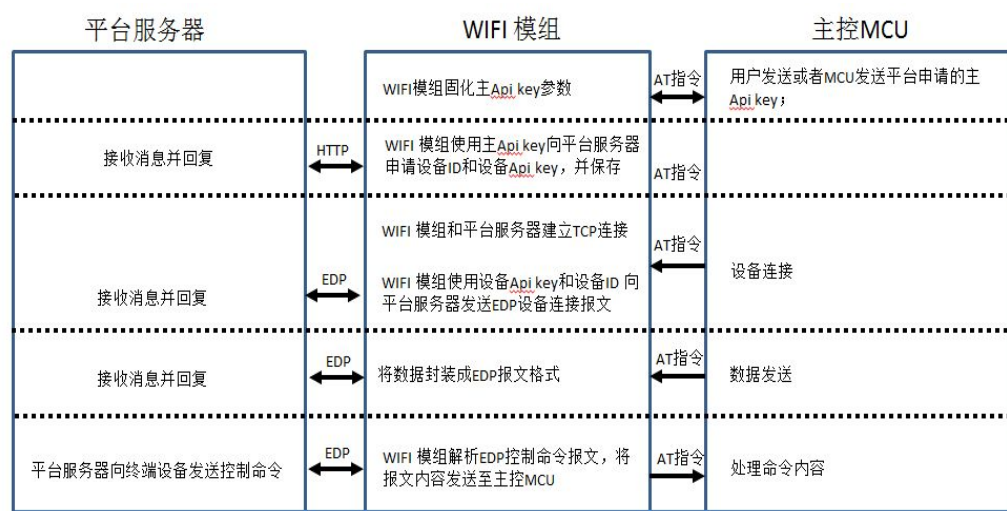 平台服务器
WIFI 模组
主控MCU
WIFI模组固化主Api key参数
AT指令
用户发送或者MCU发送平台申请的主
Api key；
接收消息并回复
HTTP
WIFI 模组使用主Api key向平台服务器
申请设备ID和设备Api key，并保存
AT指令
WIFI 模组和平台服务器建立TCP连接
AT指令
设备连接
接收消息并回复
EDP
WIFI 模组使用设备Api key和设备ID 向
平台服务器发送EDP设备连接报文
接收消息并回复
EDP
将数据封装成EDP报文格式
AT指令
数据发送
平台服务器向终端设备发送控制命令
EDP
WIFI 模组解析EDP控制命令报文，将
报文内容发送至主控MCU
AT指令
处理命令内容